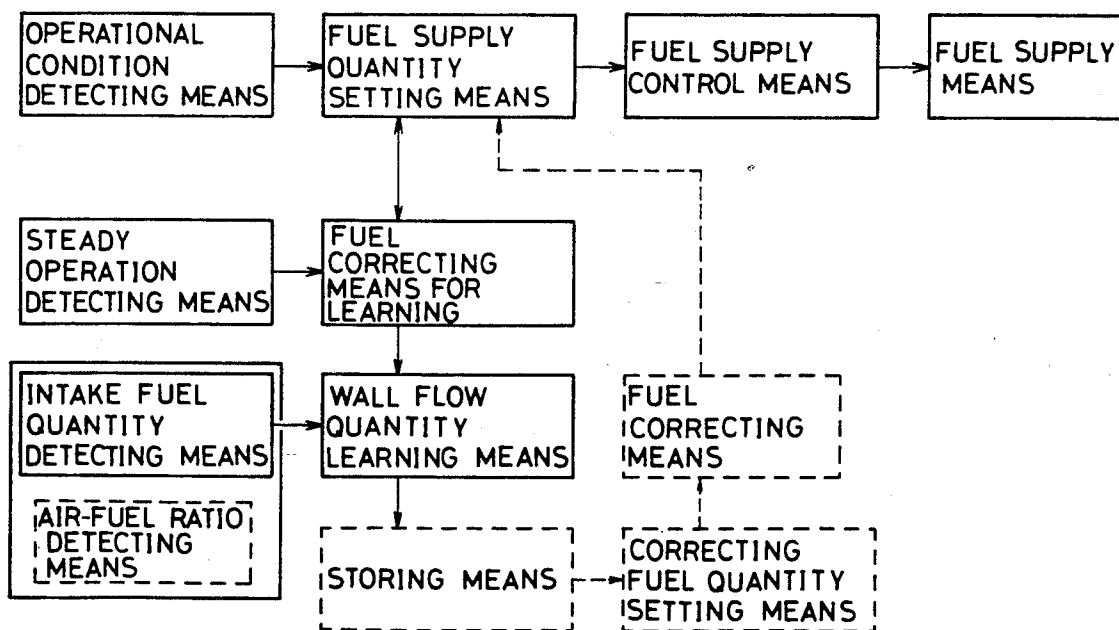 OPERATIONAL
CONDITION
DETECTING MEANS
FUEL SUPPLY
QUANTITY
SETTING MEANS
FUEL SUPPLY
CONTROL MEANS
FUEL SUPPLY
MEANS
STEADY
OPERATION
DETECTING MEANS
FUEL
CORRECTING
MEANS FOR
LEARNING
INTAKE FUEL
QUANTITY
DETECTING MEANS
WALL FLOW
QUANTITY
LEARNING MEANS
FUEL
CORRECTING
MEANS
AIR-FUEL RATIO
DETECTING
MEANS
STORING MEANS
CORRECTING
FUEL QUANTITY
SETTING MEANS